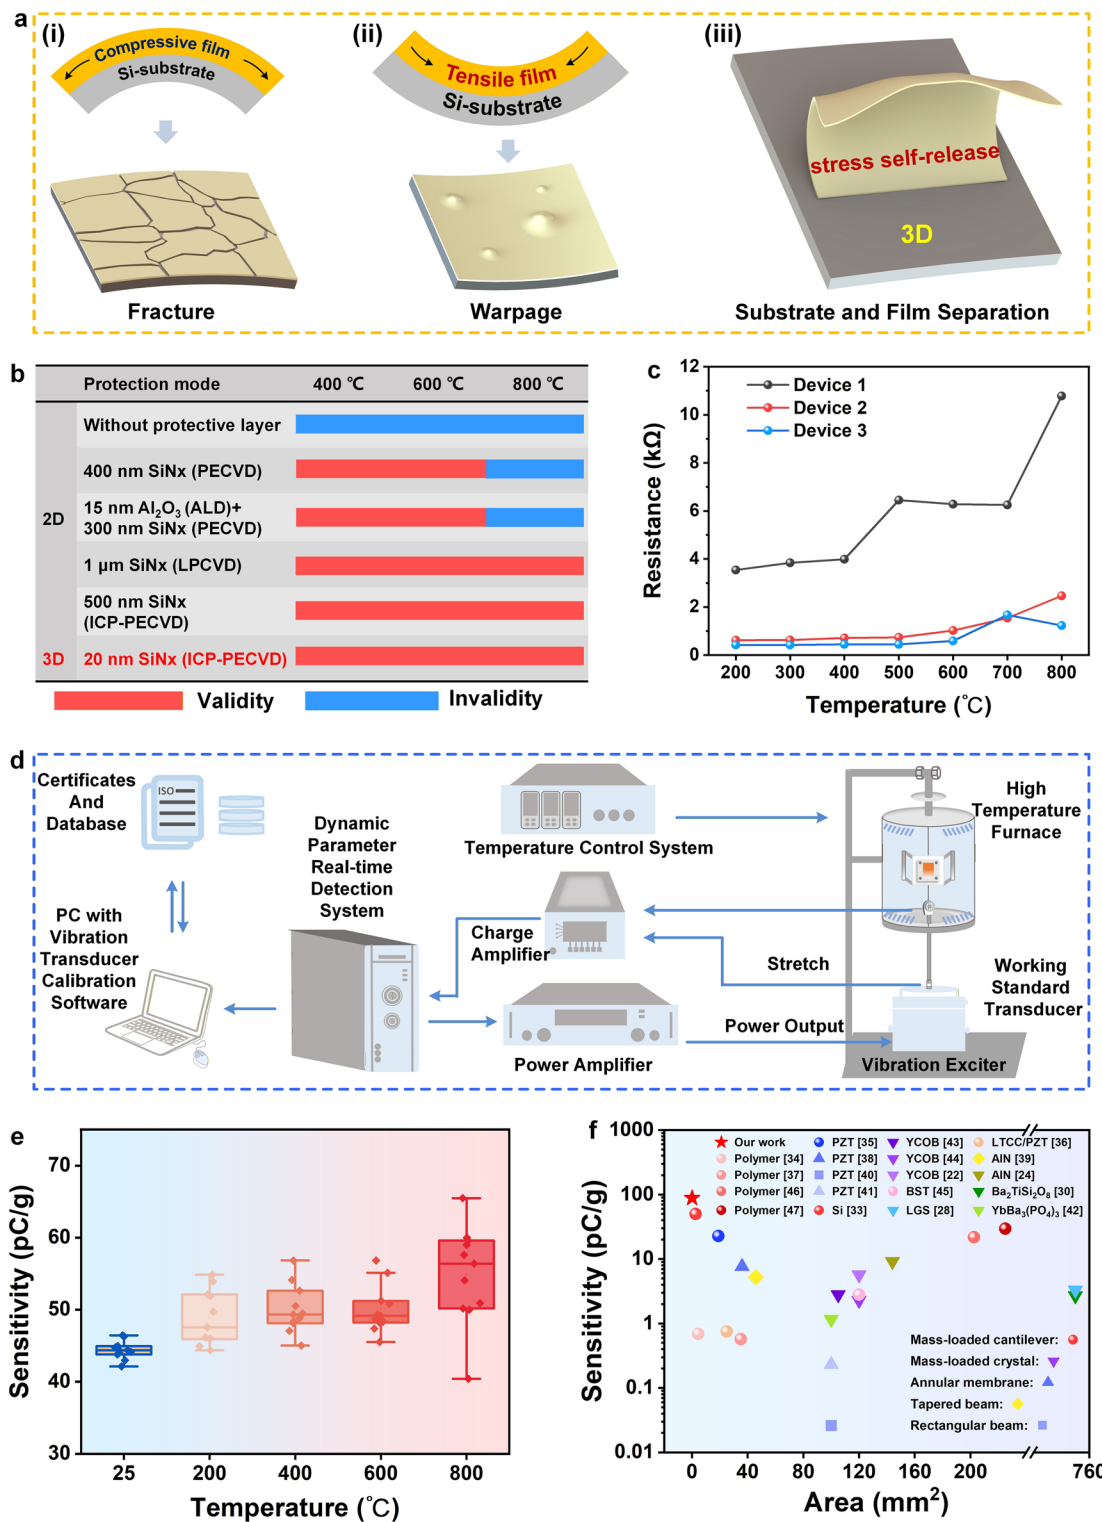 a
(i)
(ii)
(iii)
Compressive film
Si-substrate
Tensile film
Si-substrate
stress self-release
3D
Fracture
Warpage
Substrate and Film Separation
b
Protection mode 400 ℃ 600 ℃ 800 ℃
Without protective layer
400 nm SiNx (PECVD)
2D
15 nm Al₂O₃ (ALD)+
300 nm SiNx (PECVD)
1 μm SiNx (LPCVD)
500 nm SiNx
(ICP-PECVD)
3D 20 nm SiNx (ICP-PECVD)
Validity
Invalidity
c
Resistance (kΩ)
12
10
8
6
4
2
0
Device 1
Device 2
Device 3
200 300 400 500 600 700 800
Temperature (℃)
d
Certificates
And
Database
ISO
PC with
Vibration
Transducer
Calibration
Software
Dynamic
Parameter
Real-time
Detection
System
Temperature Control System
Charge
Amplifier
Power Amplifier
Stretch
Power Output
High
Temperature
Furnace
Working
Standard
Transducer
Vibration Exciter
e
Sensitivity (pC/g)
70
60
50
40
30
25 200 400 600 800
Temperature (℃)
f
Sensitivity (pC/g)
1000
100
10
1
0.1
0.01
Our work PZT [35] YCOB [43] LTCC/PZT [36]
Polymer [34] PZT [38] YCOB [44] AlN [39]
Polymer [37] PZT [40] YCOB [22] AlN [24]
Polymer [46] PZT [41] BST [45] Ba₂TiSi₂O₈ [30]
Polymer [47] Si [33] LGS [28] YbBa₃(PO₄)₃ [42]
Mass-loaded cantilever:
Mass-loaded crystal:
Annular membrane:
Tapered beam:
Rectangular beam:
0 40 80 120 160 200 760
Area (mm²)